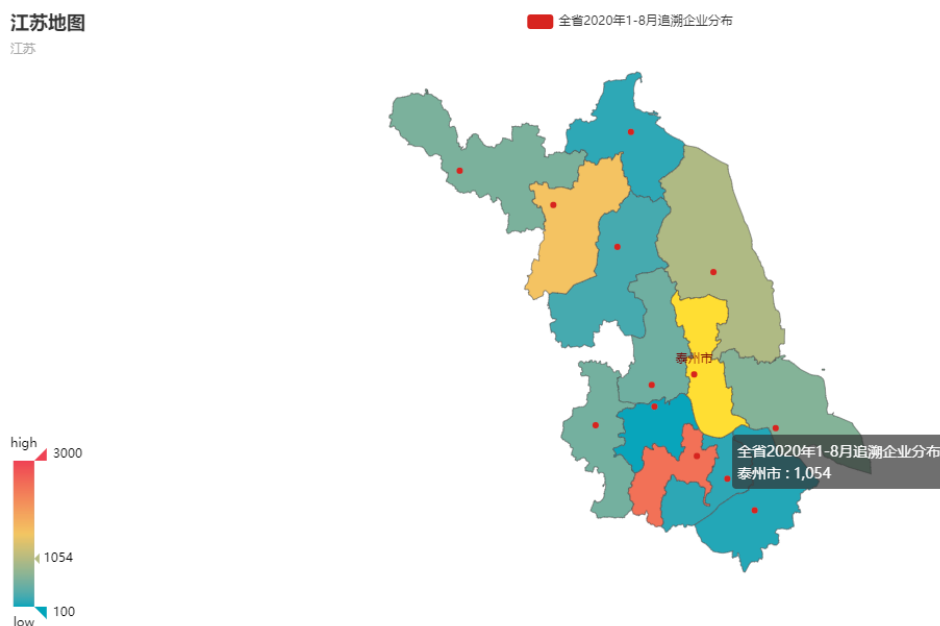 江苏地图
江苏
全省2020年1-8月追溯企业分布
泰州市
全省2020年1-8月追溯企业分布
泰州市 : 1,054
high
3000
1054
100
low